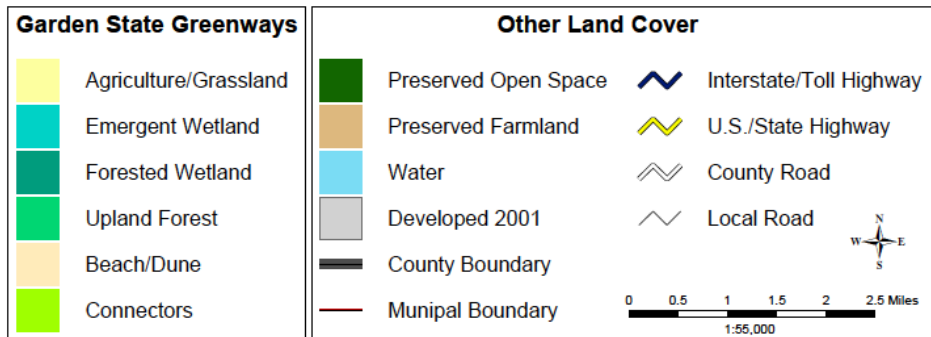 Garden State Greenways
Agriculture/Grassland
Emergent Wetland
Forested Wetland
Upland Forest
Beach/Dune
Connectors
Other Land Cover
Preserved Open Space
Preserved Farmland
Water
Developed 2001
County Boundary
Munipal Boundary
Interstate/Toll Highway
U.S./State Highway
County Road
Local Road
N
W E
S
0 0.5 1 1.5 2 2.5 Miles
1:55,000